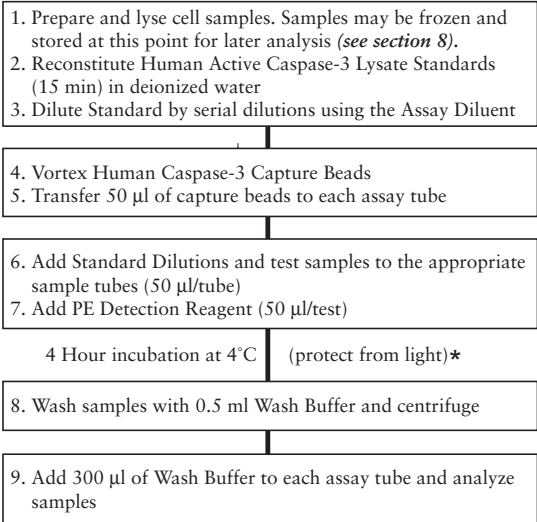 1. Prepare and lyse cell samples. Samples may be frozen and
stored at this point for later analysis (see section 8).
2. Reconstitute Human Active Caspase-3 Lysate Standards
(15 min) in deionized water
3. Dilute Standard by serial dilutions using the Assay Diluent
4. Vortex Human Caspase-3 Capture Beads
5. Transfer 50 µl of capture beads to each assay tube
6. Add Standard Dilutions and test samples to the appropriate
sample tubes (50 µl/tube)
7. Add PE Detection Reagent (50 µl/test)
4 Hour incubation at 4˚C (protect from light)*
8. Wash samples with 0.5 ml Wash Buffer and centrifuge
9. Add 300 µl of Wash Buffer to each assay tube and analyze
samples